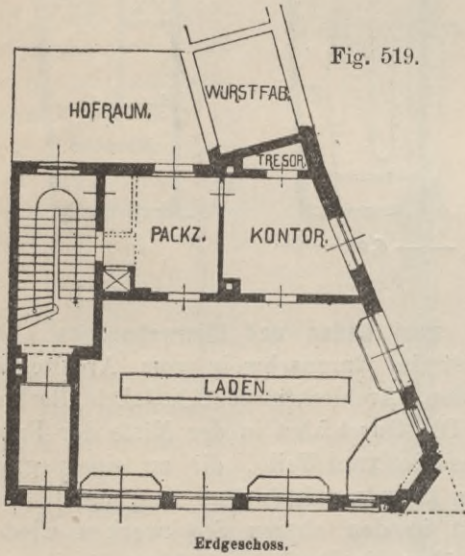 Fig. 519.
WURSTFAB.
HOFRAUM.
TRESOR.
PACKZ.
KONTOR.
LADEN.
Erdgeschoss.